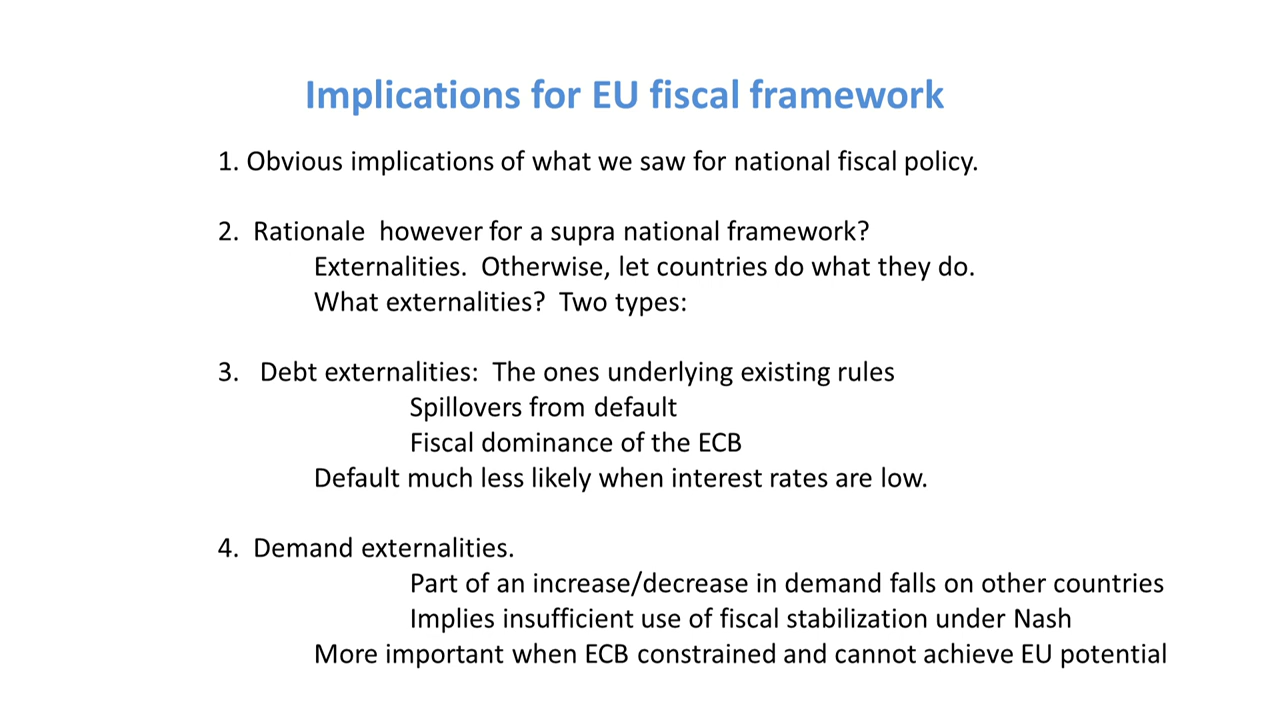 Implications for EU fiscal framework
1. Obvious implications of what we saw for national fiscal policy.
2.  Rationale  however for a supra national framework?
Externalities.  Otherwise, let countries do what they do.
What externalities?  Two types:
3.   Debt externalities:  The ones underlying existing rules
Spillovers from default
Fiscal dominance of the ECB
Default much less likely when interest rates are low.
4.  Demand externalities.
Part of an increase/decrease in demand falls on other countries
Implies insufficient use of fiscal stabilization under Nash
More important when ECB constrained and cannot achieve EU potential